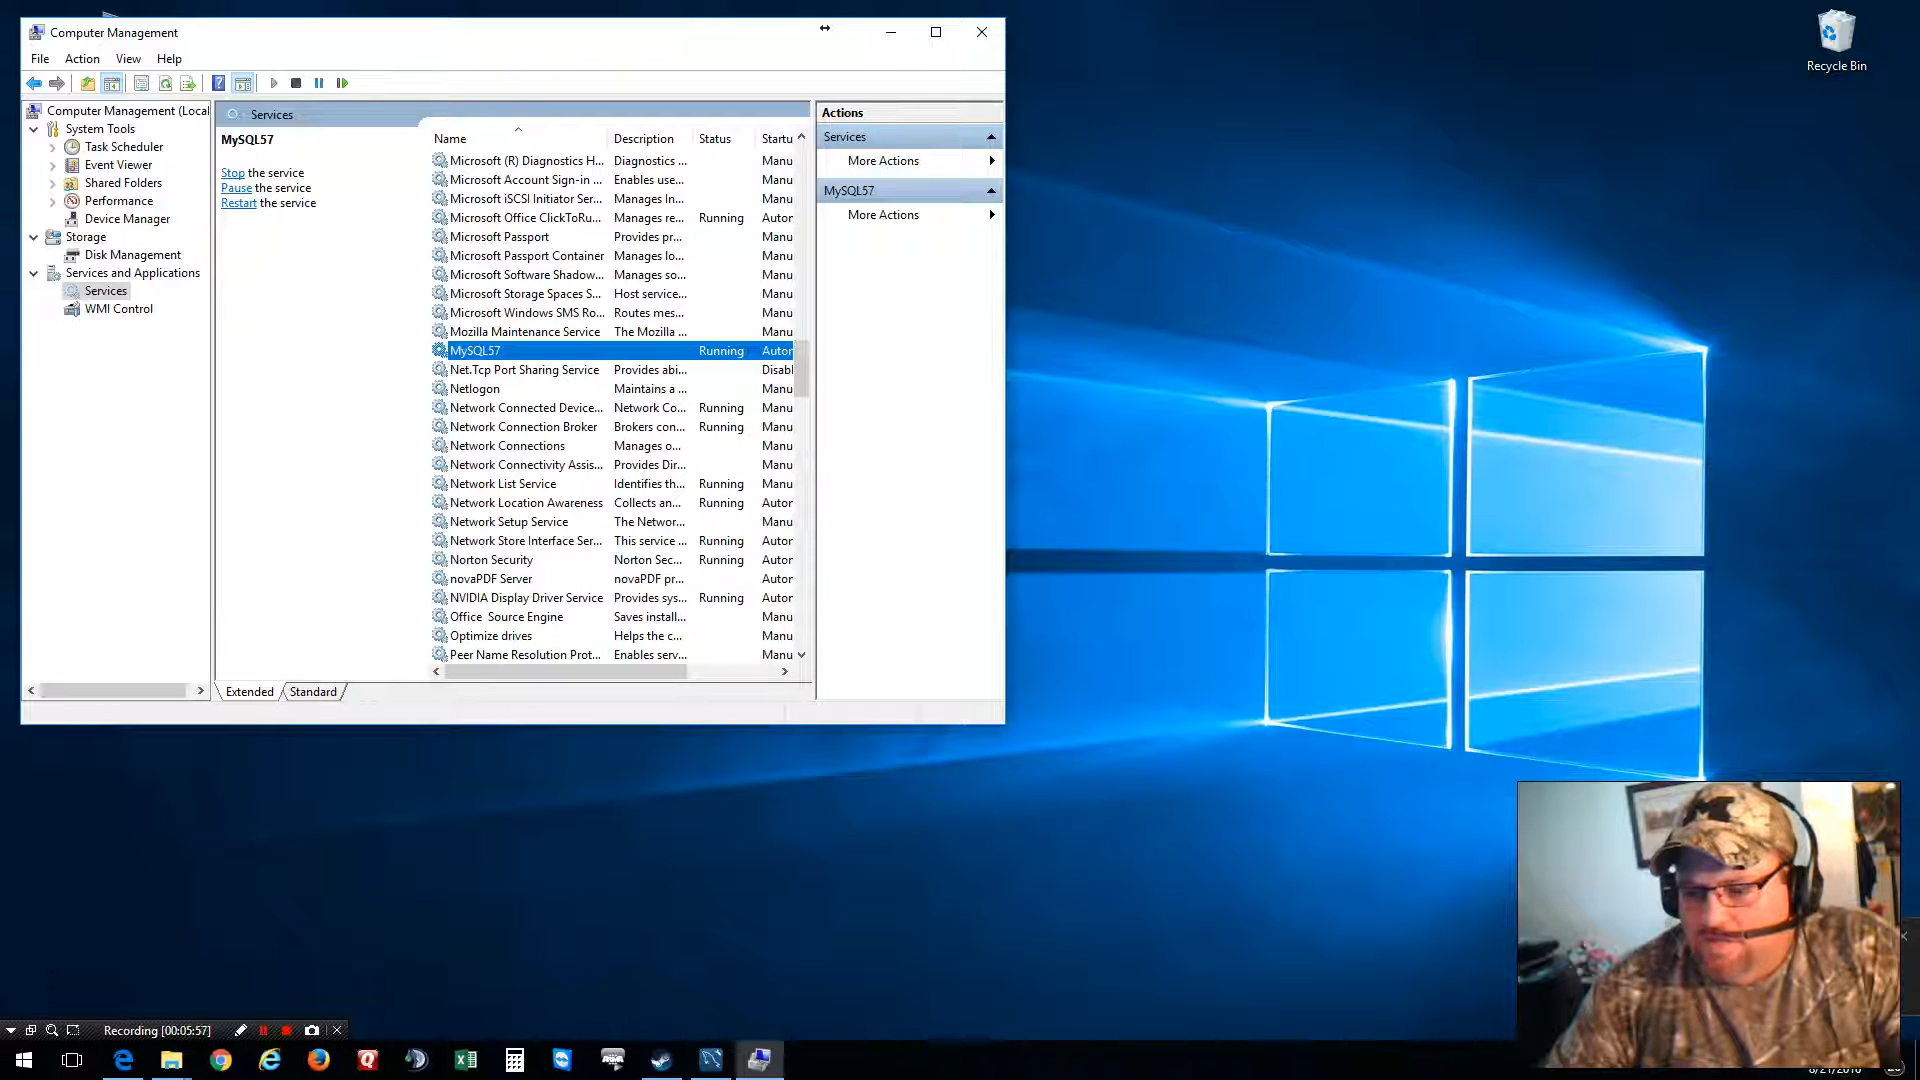 Computer Management
File Action View Help
Computer Management (Local
System Tools
Task Scheduler
Event Viewer
Shared Folders
Performance
Device Manager
Storage
Disk Management
Services and Applications
Services
WMI Control
Services
MySQL57
Stop the service
Pause the service
Restart the service
Name Description Status Startu
Microsoft (R) Diagnostics H... Diagnostics ... Manu
Microsoft Account Sign-in ... Enables use... Manu
Microsoft iSCSI Initiator Ser... Manages In... Manu
Microsoft Office ClickToRu... Manages re... Running Autor
Microsoft Passport Provides pr... Manu
Microsoft Passport Container Manages lo... Manu
Microsoft Software Shadow... Manages so... Manu
Microsoft Storage Spaces S... Host service... Manu
Microsoft Windows SMS Ro... Routes mes... Manu
Mozilla Maintenance Service The Mozilla ... Manu
MySQL57 Running Autor
Net.Tcp Port Sharing Service Provides abi... Disabl
Netlogon Maintains a ... Manu
Network Connected Device... Network Co... Running Manu
Network Connection Broker Brokers con... Running Manu
Network Connections Manages o... Manu
Network Connectivity Assis... Provides Dir... Manu
Network List Service Identifies th... Running Manu
Network Location Awareness Collects an... Running Autor
Network Setup Service The Networ... Manu
Network Store Interface Ser... This service ... Running Autor
Norton Security Norton Sec... Running Autor
novaPDF Server novaPDF pr... Autor
NVIDIA Display Driver Service Provides sys... Running Autor
Office Source Engine Saves install... Manu
Optimize drives Helps the c... Manu
Peer Name Resolution Prot... Enables serv... Manu
Extended Standard
Actions
Services
More Actions
MySQL57
More Actions
Recycle Bin
Recording [00:05:57]